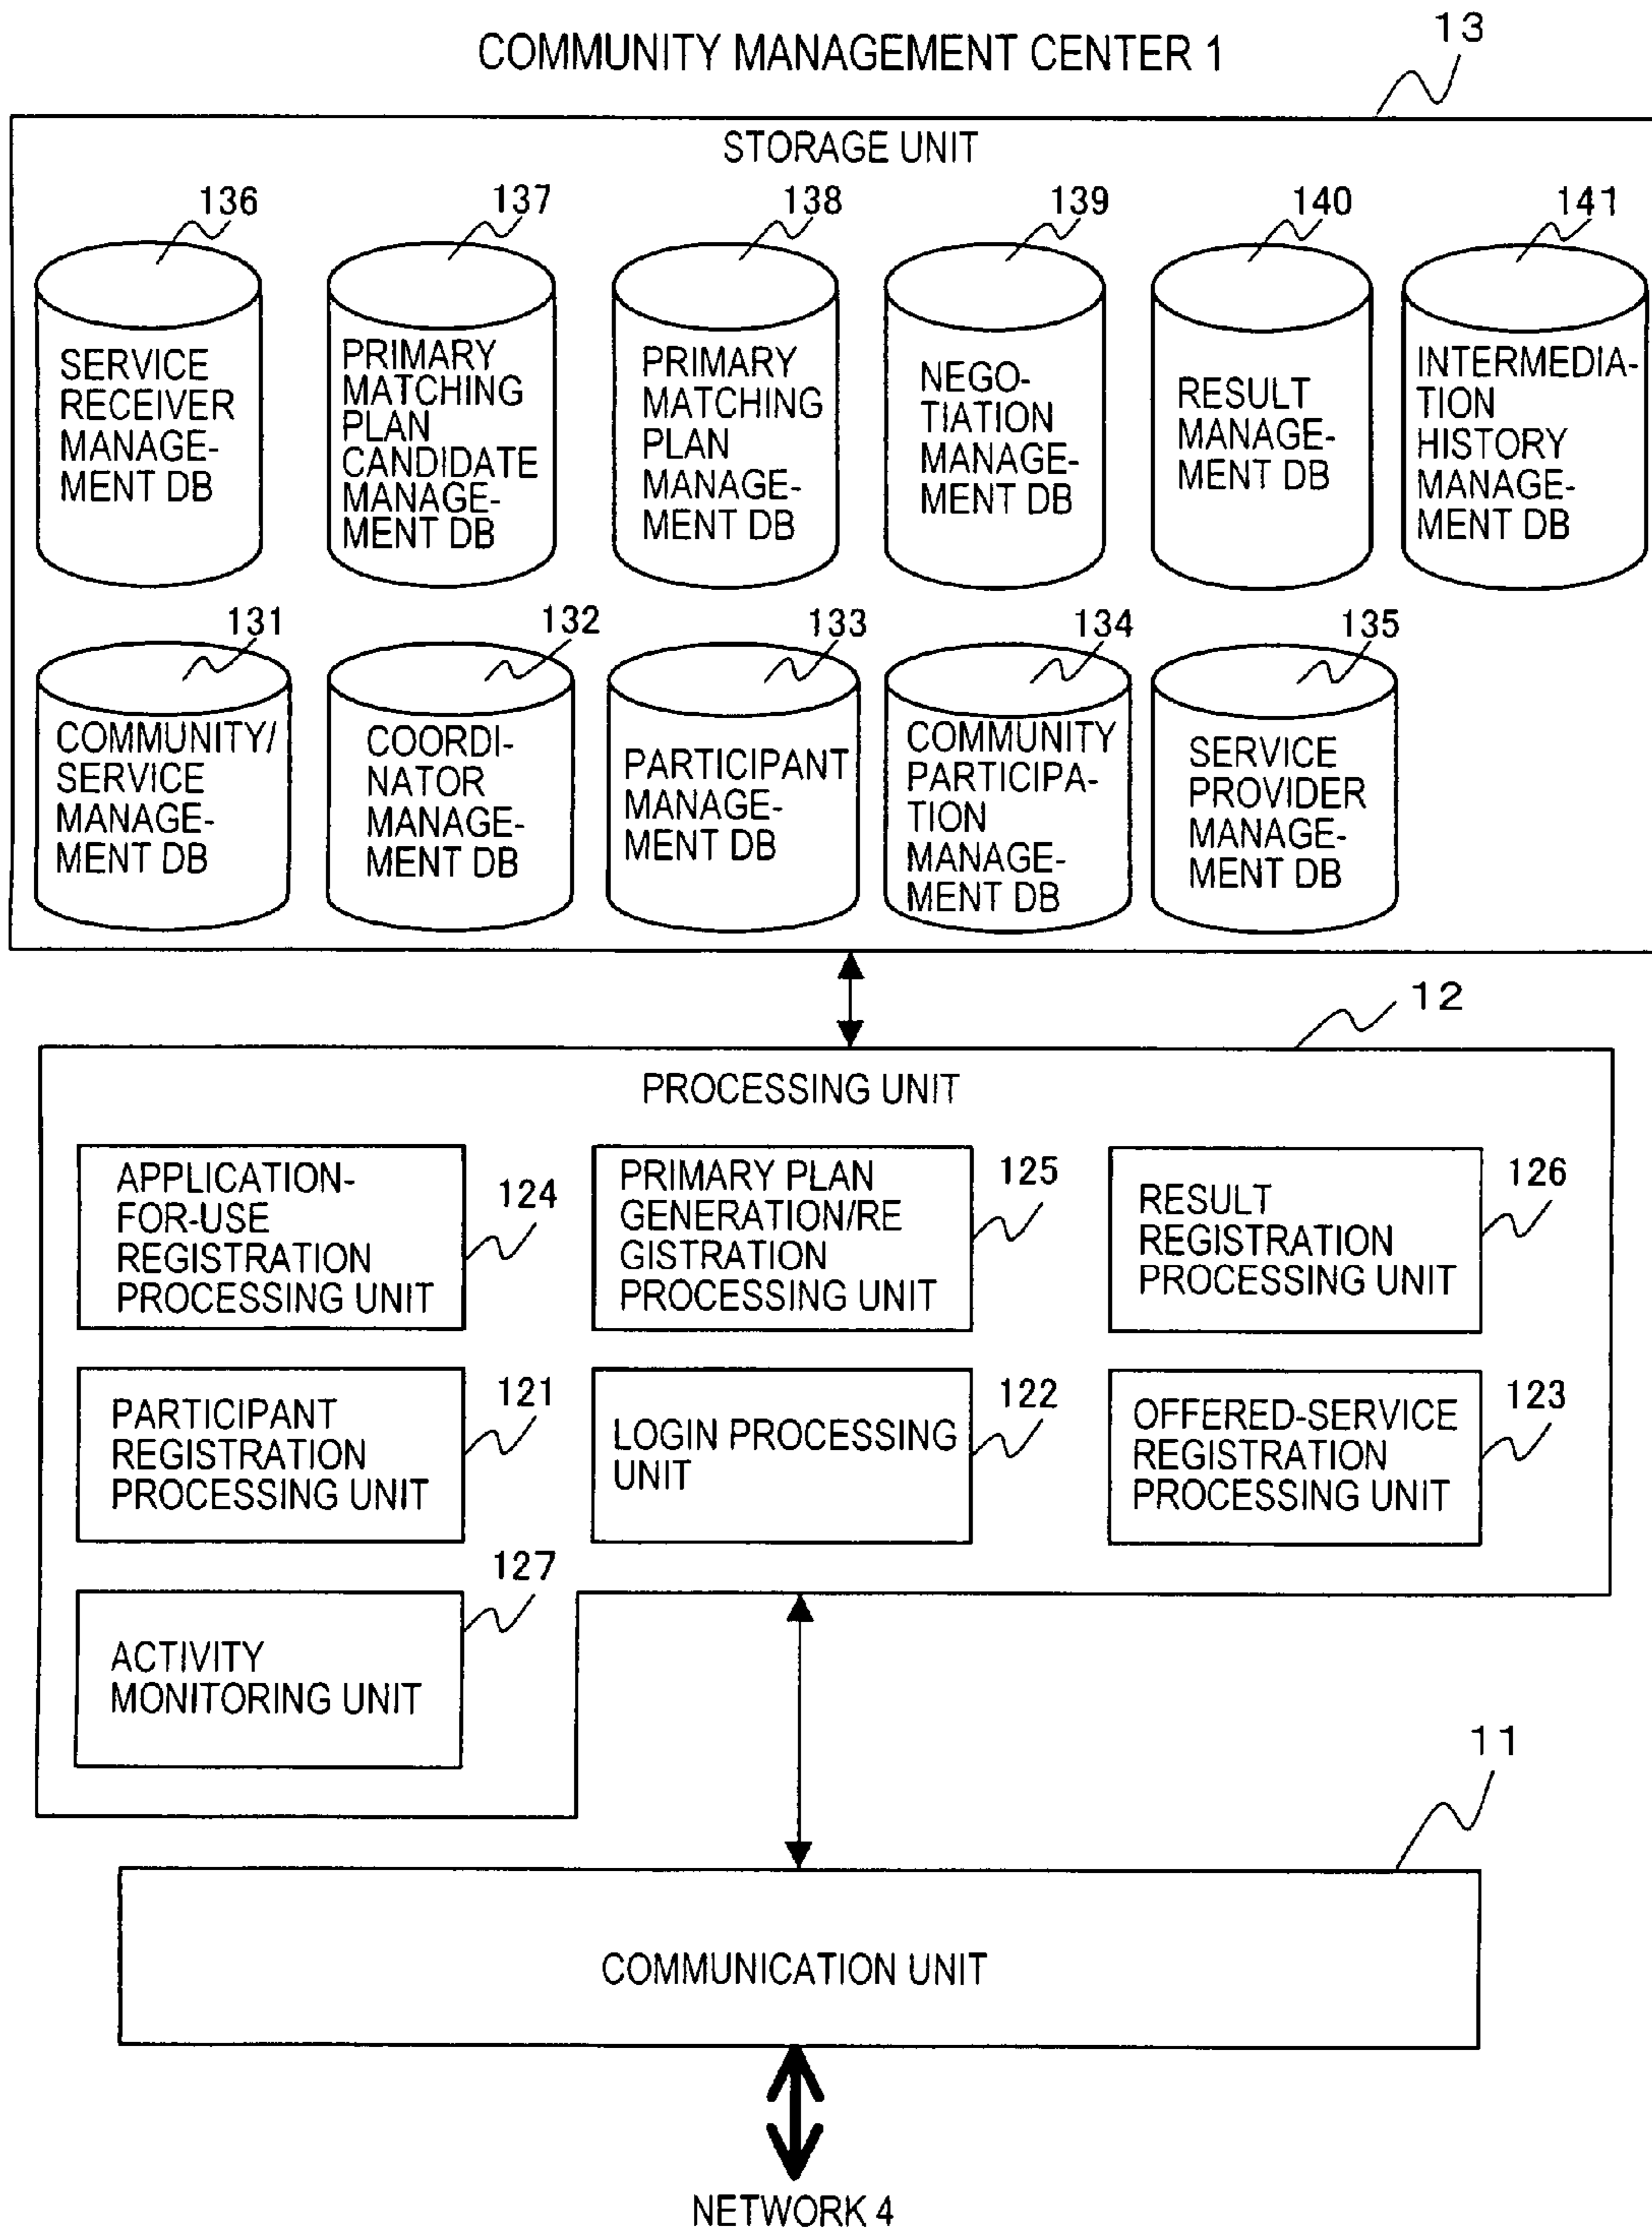 COMMUNITY MANAGEMENT CENTER 1
13
STORAGE UNIT
136
137
138
139
140
141
SERVICE
RECEIVER
MANAGE-
MENT DB
PRIMARY
MATCHING
PLAN
CANDIDATE
MANAGE-
MENT DB
PRIMARY
MATCHING
PLAN
MANAGE-
MENT DB
NEGO-
TIATION
MANAGE-
MENT DB
RESULT
MANAGE-
MENT DB
INTERMEDIA-
TION
HISTORY
MANAGE-
MENT DB
131
132
133
134
135
COMMUNITY/
SERVICE
MANAGE-
MENT DB
COORDI-
NATOR
MANAGE-
MENT DB
PARTICIPANT
MANAGE-
MENT DB
COMMUNITY
PARTICIPA-
TION
MANAGE-
MENT DB
SERVICE
PROVIDER
MANAGE-
MENT DB
12
PROCESSING UNIT
APPLICATION-
FOR-USE
REGISTRATION
PROCESSING UNIT
124
PRIMARY PLAN
GENERATION/RE
GISTRATION
PROCESSING UNIT
125
RESULT
REGISTRATION
PROCESSING UNIT
126
PARTICIPANT
REGISTRATION
PROCESSING UNIT
121
LOGIN PROCESSING
UNIT
122
OFFERED-SERVICE
REGISTRATION
PROCESSING UNIT
123
127
ACTIVITY
MONITORING UNIT
11
COMMUNICATION UNIT
NETWORK 4